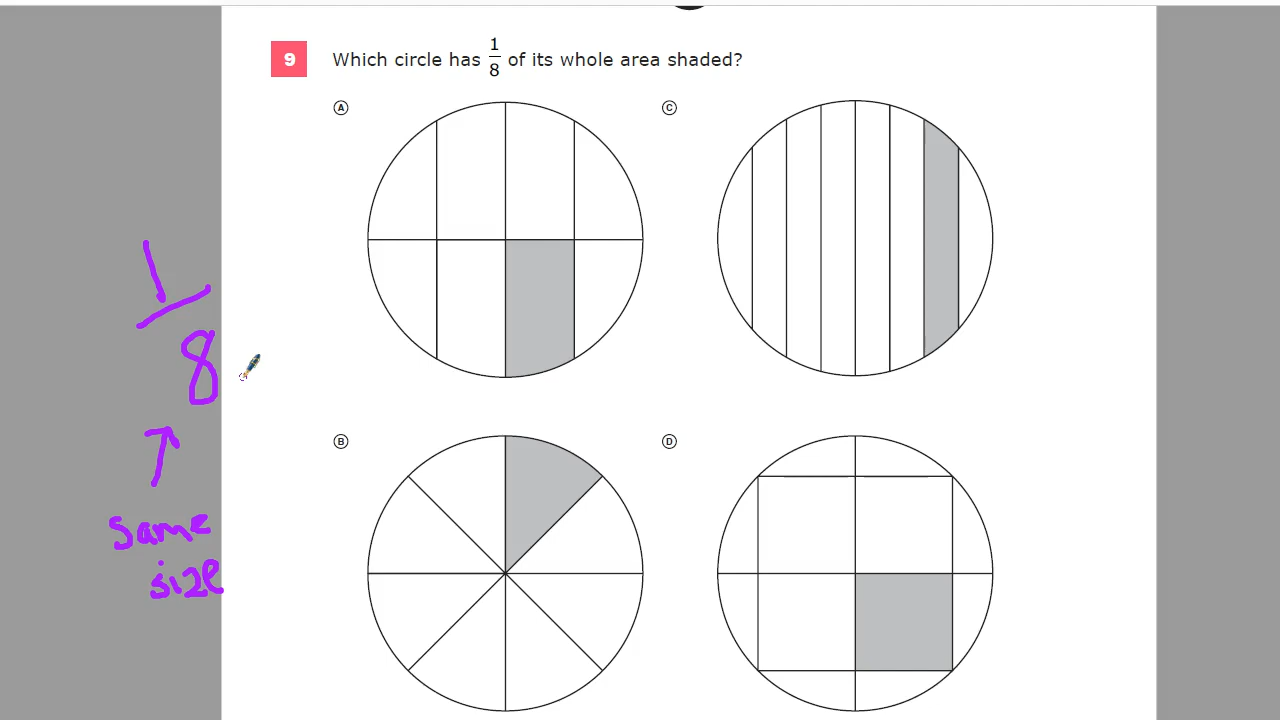 9 Which circle has 1/8 of its whole area shaded?
A
C
1/8
B
D
same
size